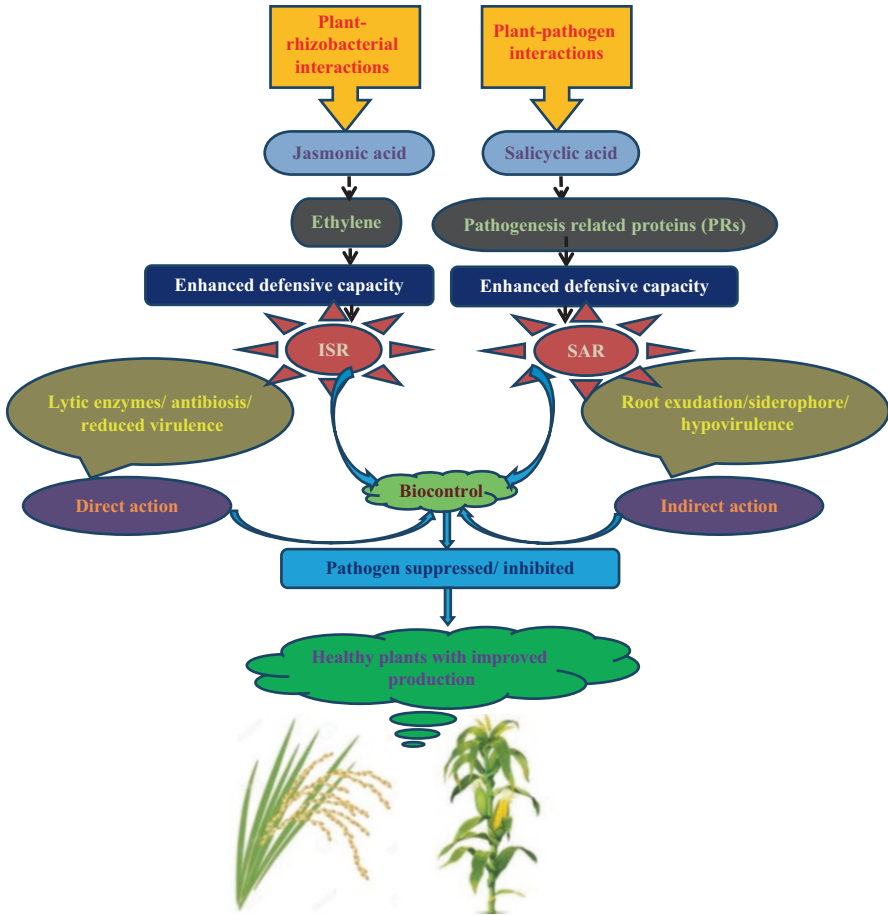 Plant-
rhizobacterial
interactions
Plant-pathogen
interactions
Jasmonic acid
Salicyclic acid
Ethylene
Pathogenesis related proteins (PRs)
Enhanced defensive capacity
Enhanced defensive capacity
ISR
SAR
Lytic enzymes/ antibiosis/
reduced virulence
Root exudation/siderophore/
hypovirulence
Biocontrol
Direct action
Indirect action
Pathogen suppressed/ inhibited
Healthy plants with improved
production